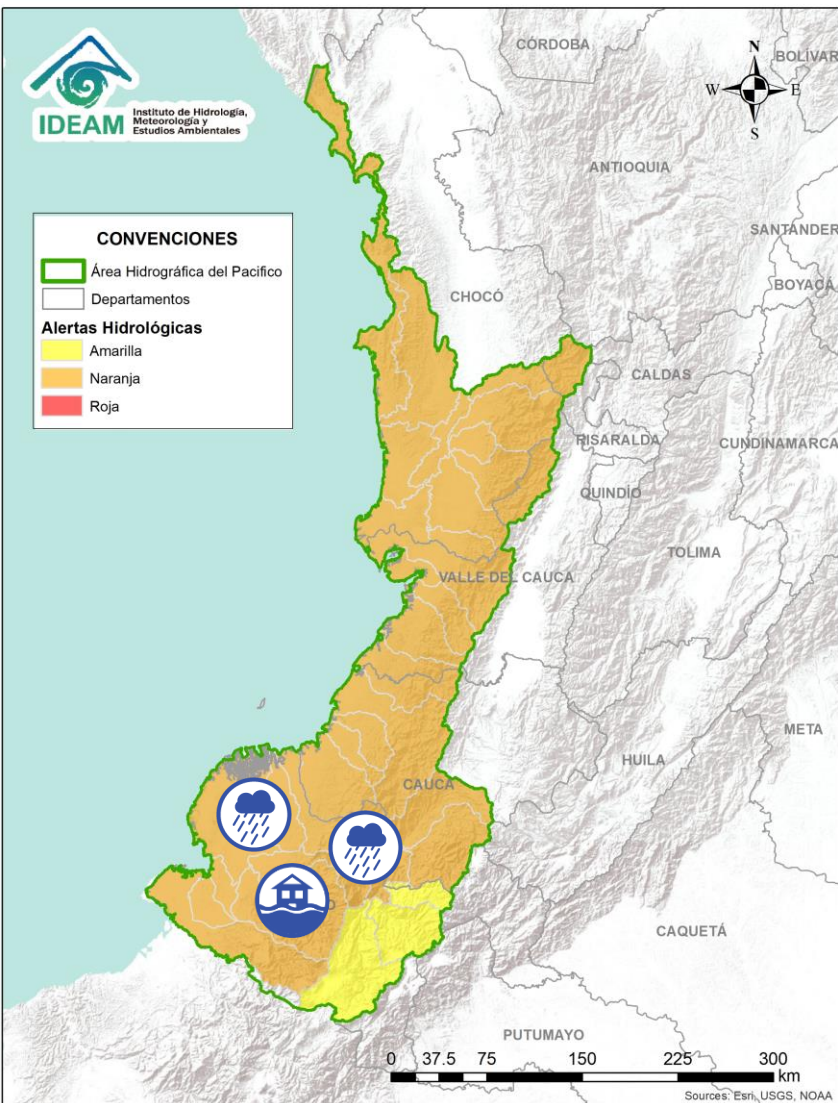 IDEAM
Instituto de Hidrología,
Meteorología y
Estudios Ambientales
N
W
E
S
CONVENCIONES
Área Hidrográfica del Pacifico
Departamentos
Alertas Hidrológicas
Amarilla
Naranja
Roja
CÓRDOBA
BOLÍVAR
ANTIOQUIA
SANTANDER
BOYACÁ
CHOCÓ
CALDAS
RISARALDA
CUNDINAMARCA
QUINDÍO
TOLIMA
VALLE DEL CAUCA
META
HUILA
CAUCA
CAQUETÁ
PUTUMAYO
0 37.5 75 150 225 300
km
Sources: Esri, USGS, NOAA